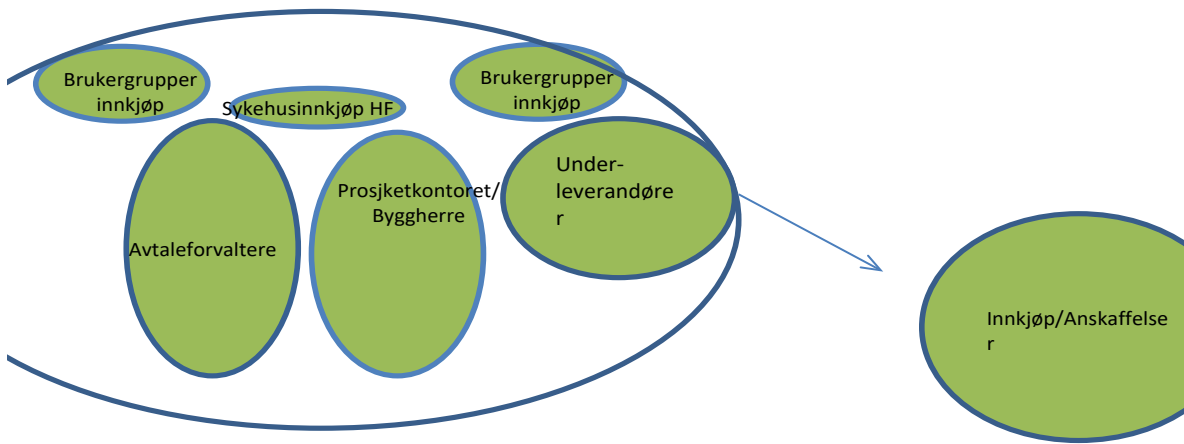 Brukergrupper
innkjøp
Sykehusinnkjøp HF
Brukergrupper
innkjøp
Avtaleforvaltere
Prosjketkontoret/
Byggherre
Under-
leverandøre
r
Innkjøp/Anskaffelse
r